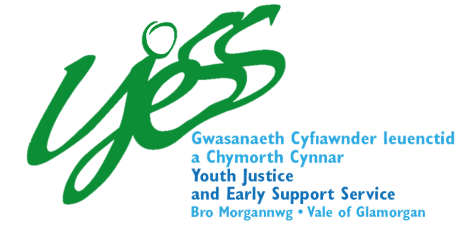 yjess
Gwasanaeth Cyfiawnder Ieuenctid
a Chymorth Cynnar
Youth Justice
and Early Support Service
Bro Morgannwg • Vale of Glamorgan